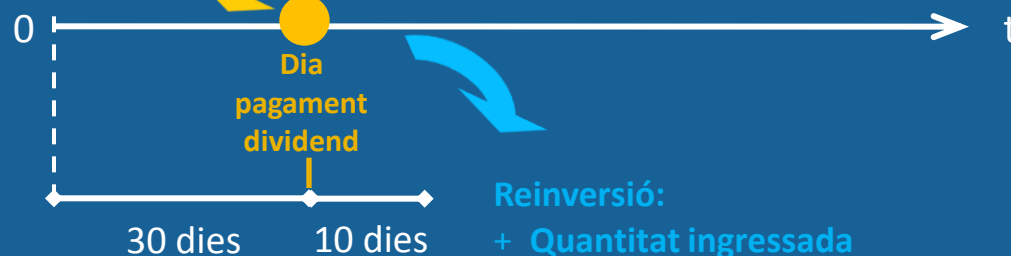 0
t
Dia
pagament
dividend
Reinversió:
30 dies
10 dies
+ Quantitat ingressada